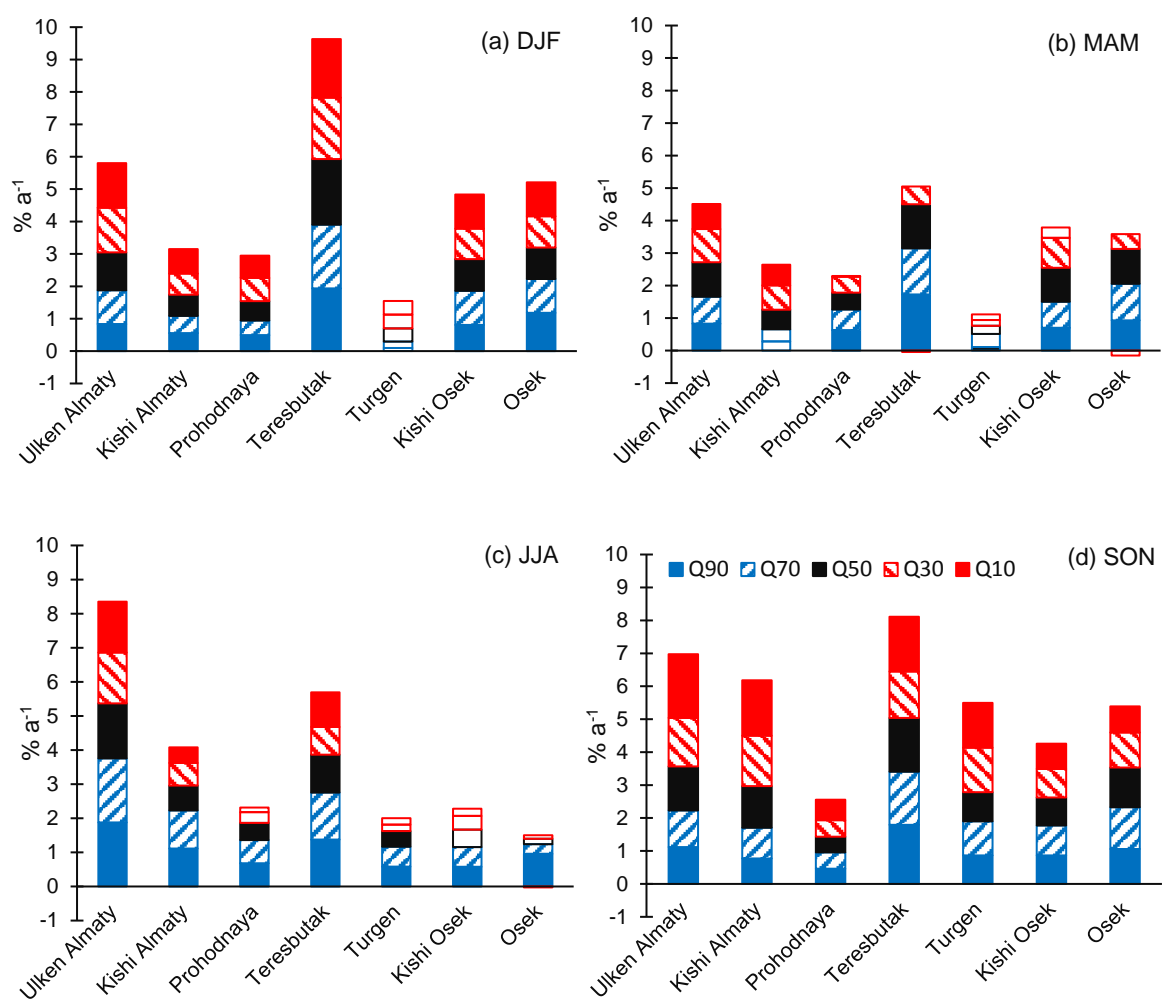 (a) DJF
% a-1
10
9
8
7
6
5
4
3
2
1
0
-1
Ulken Almaty
Kishi Almaty
Prohodnaya
Teresbutak
Turgen
Kishi Osek
Osek
(b) MAM
% a-1
10
9
8
7
6
5
4
3
2
1
0
-1
Ulken Almaty
Kishi Almaty
Prohodnaya
Teresbutak
Turgen
Kishi Osek
Osek
(c) JJA
% a-1
10
9
8
7
6
5
4
3
2
1
0
-1
Ulken Almaty
Kishi Almaty
Prohodnaya
Teresbutak
Turgen
Kishi Osek
Osek
(d) SON
Q90 Q70 Q50 Q30 Q10
% a-1
10
9
8
7
6
5
4
3
2
1
0
-1
Ulken Almaty
Kishi Almaty
Prohodnaya
Teresbutak
Turgen
Kishi Osek
Osek